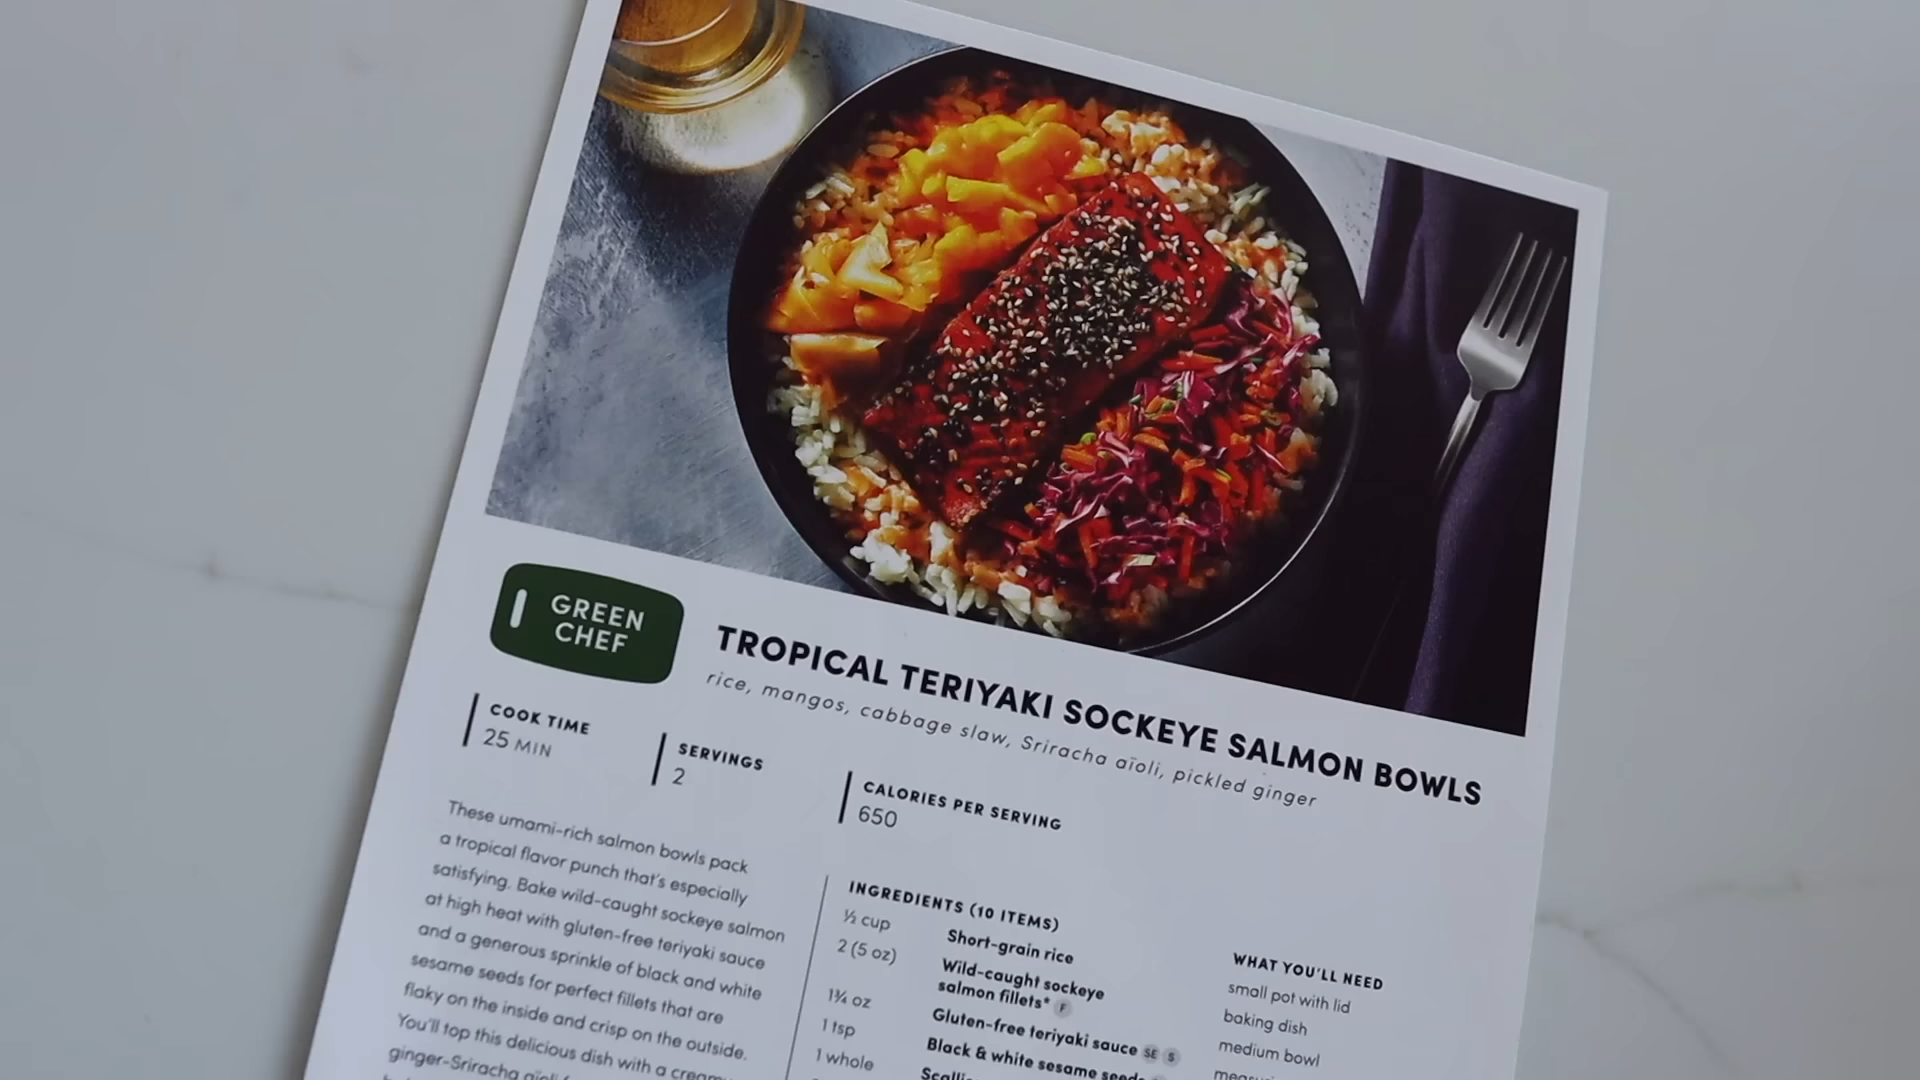 GREEN
CHEF
TROPICAL TERIYAKI SOCKEYE SALMON BOWLS
rice, mangos, cabbage slaw, Sriracha aïoli, pickled ginger
COOK TIME
25 MIN
SERVINGS
2
CALORIES PER SERVING
650
These umami-rich salmon bowls pack
a tropical flavor punch that's especially
satisfying. Bake wild-caught sockeye salmon
at high heat with gluten-free teriyaki sauce
and a generous sprinkle of black and white
sesame seeds for perfect fillets that are
flaky on the inside and crisp on the outside.
You'll top this delicious dish with a creamy
ginger-Sriracha aïoli
INGREDIENTS (10 ITEMS)
½ cup Short-grain rice
2 (5 oz) Wild-caught sockeye
salmon fillets* F
1¾ oz Gluten-free teriyaki sauce SE S
1 tsp Black & white sesame seeds
1 whole
WHAT YOU'LL NEED
small pot with lid
baking dish
medium bowl